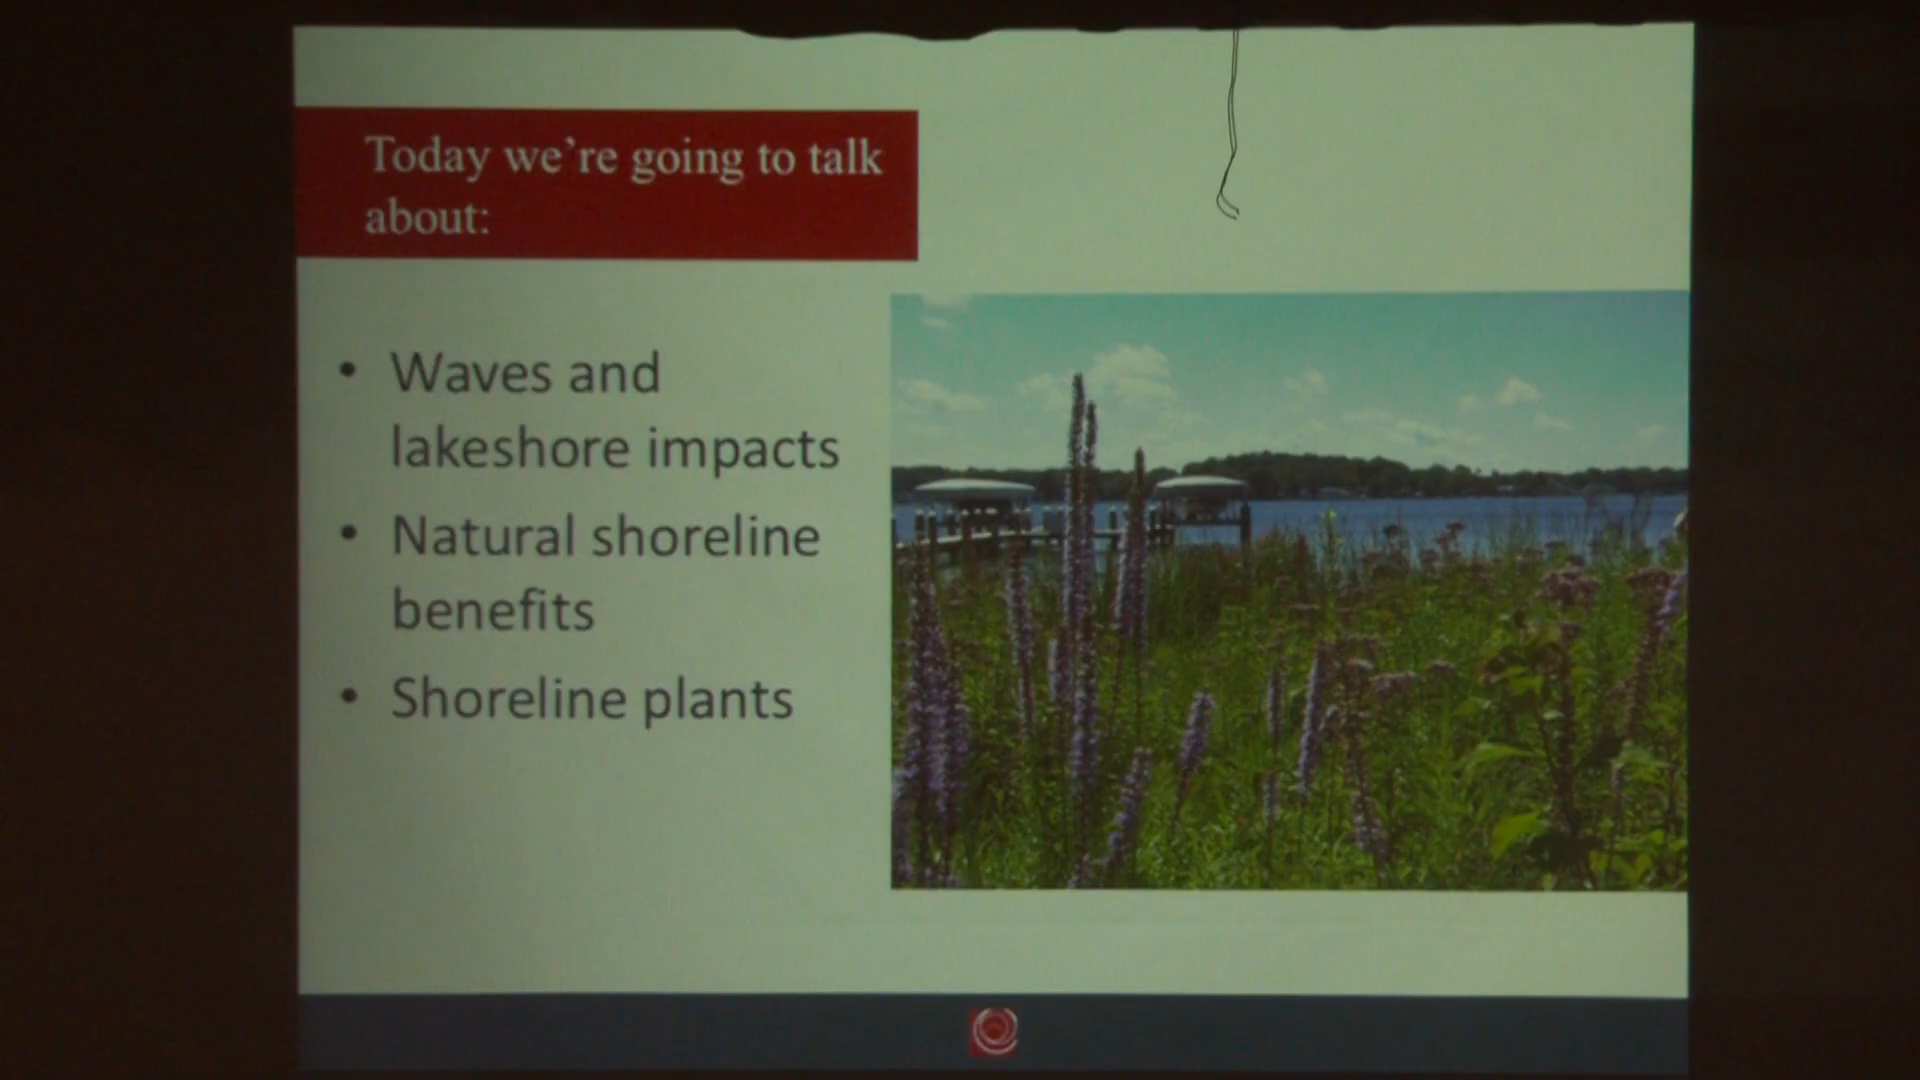 Today we’re going to talk
about:
• Waves and
lakeshore impacts
• Natural shoreline
benefits
• Shoreline plants